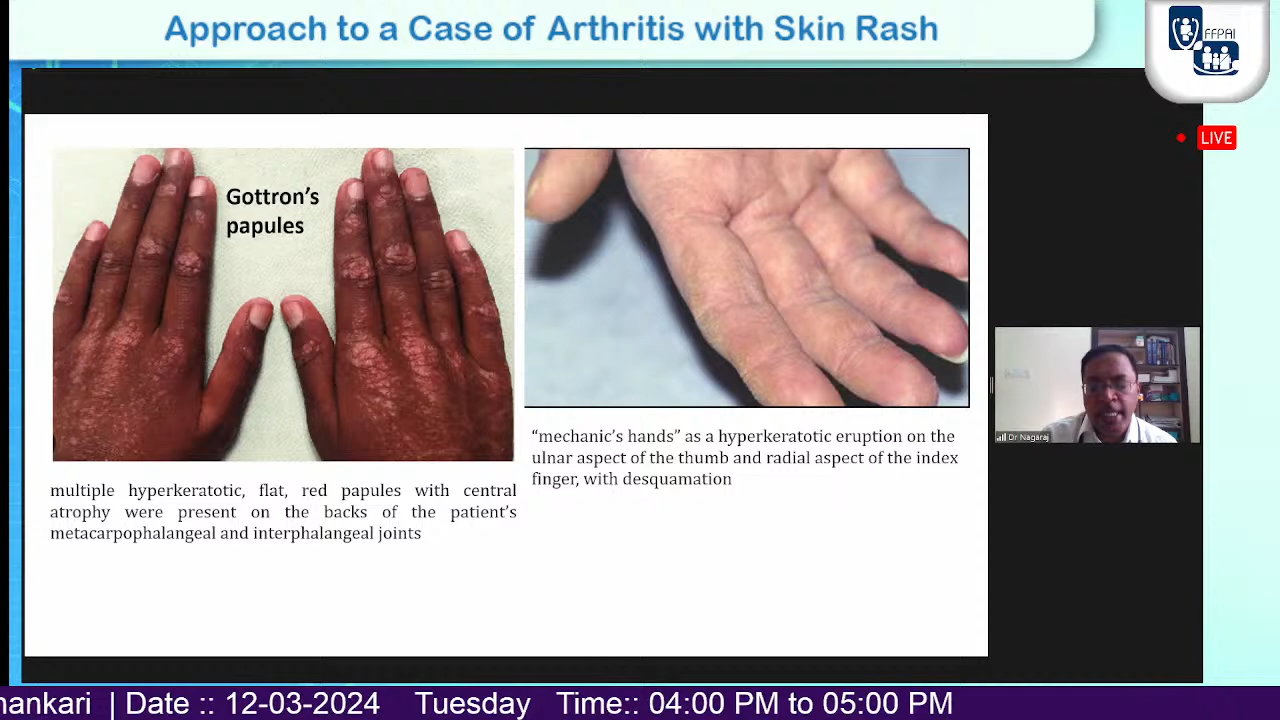 Approach to a Case of Arthritis with Skin Rash
FFPAI
LIVE
Gottron’s
papules
multiple hyperkeratotic, flat, red papules with central
atrophy were present on the backs of the patient’s
metacarpophalangeal and interphalangeal joints
“mechanic’s hands” as a hyperkeratotic eruption on the
ulnar aspect of the thumb and radial aspect of the index
finger, with desquamation
Dr Nagaraj
hankari | Date :: 12-03-2024 Tuesday Time:: 04:00 PM to 05:00 PM